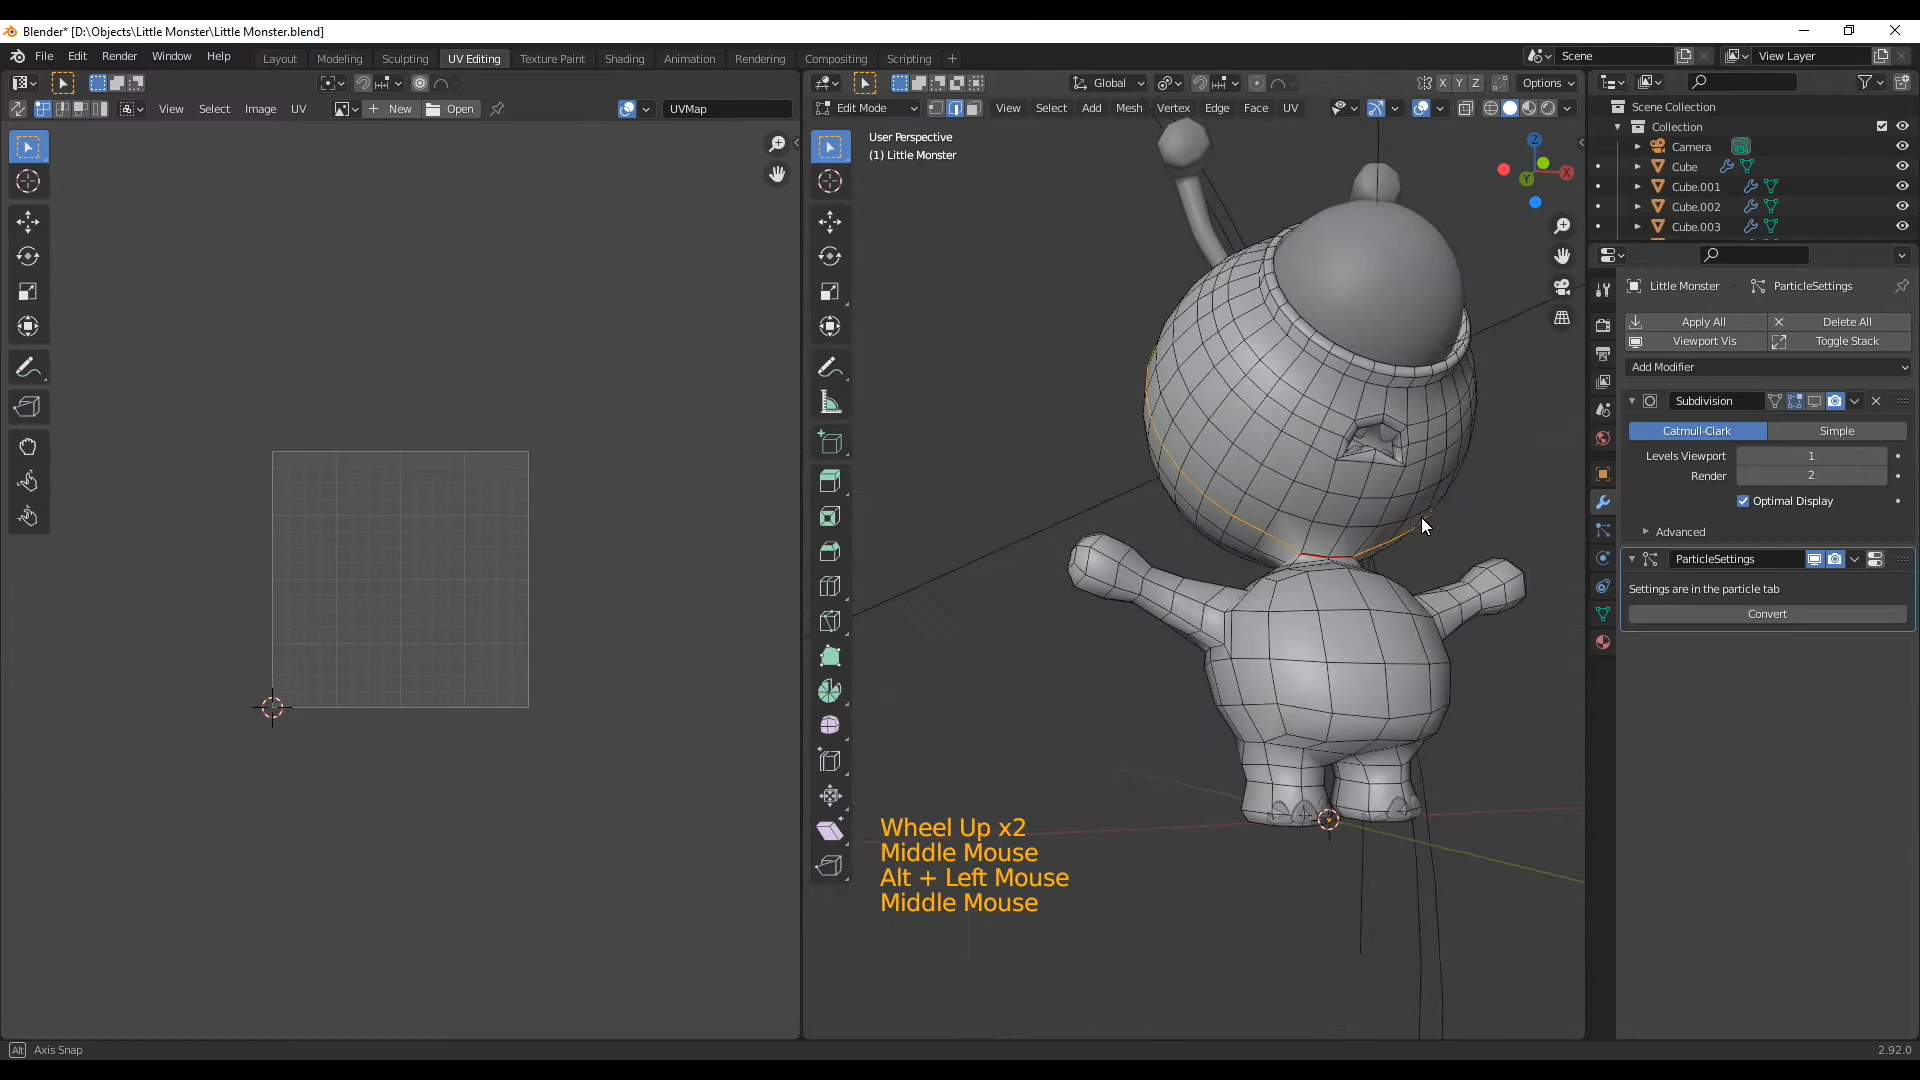 Blender* [D:\Objects\Little Monster\Little Monster.blend]
File Edit Render Window Help
Layout Modeling Sculpting UV Editing Texture Paint Shading Animation Rendering Compositing Scripting +
Scene
View Layer
Global
X Y Z
Options
View Select Image UV
New
Open
UVMap
Edit Mode
View Select Add Mesh Vertex Edge Face UV
User Perspective
(1) Little Monster
Z
X
Y
Scene Collection
Collection
Camera
Cube
Cube.001
Cube.002
Cube.003
Little Monster
ParticleSettings
Apply All
Delete All
Viewport Vis
Toggle Stack
Add Modifier
Subdivision
Catmull-Clark
Simple
Levels Viewport 1
Render 2
Optimal Display
Advanced
ParticleSettings
Settings are in the particle tab
Convert
Wheel Up x2
Middle Mouse
Alt + Left Mouse
Middle Mouse
Alt Axis Snap
2.92.0